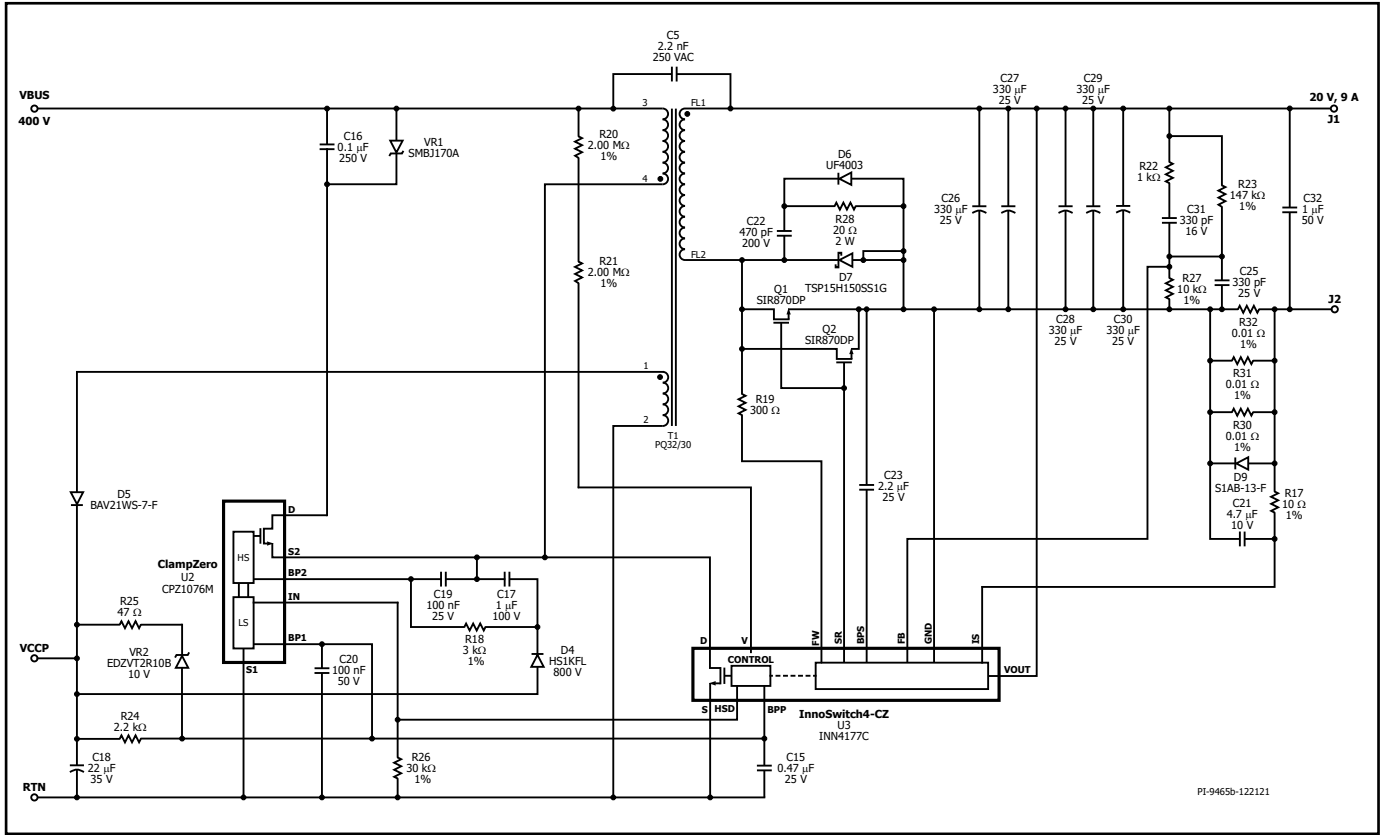 C5
2.2 nF
250 VAC
VBUS
400 V
C16
0.1 μF
250 V
VR1
SMBJ170A
R20
2.00 MΩ
1%
3
4
FL1
FL2
R21
2.00 MΩ
1%
1
2
T1
PQ32/30
D6
UF4003
R28
20 Ω
2 W
C22
470 pF
200 V
D7
TSP15H150SS1G
Q1
SIR870DP
Q2
SIR870DP
R19
300 Ω
C23
2.2 μF
25 V
C26
330 μF
25 V
C27
330 μF
25 V
C28
330 μF
25 V
C29
330 μF
25 V
C30
330 μF
25 V
R22
1 kΩ
C31
330 pF
16 V
R23
147 kΩ
1%
R27
10 kΩ
1%
C25
330 pF
25 V
C32
1 μF
50 V
20 V, 9 A
J1
J2
R32
0.01 Ω
1%
R31
0.01 Ω
1%
R30
0.01 Ω
1%
D9
S1AB-13-F
C21
4.7 μF
10 V
R17
10 Ω
1%
D5
BAV21WS-7-F
ClampZero
U2
CPZ1076M
HS
LS
D
S2
BP2
IN
BP1
S1
C19
100 nF
25 V
C17
1 μF
100 V
R18
3 kΩ
1%
D4
HS1KFL
800 V
C20
100 nF
50 V
R25
47 Ω
VR2
EDZVT2R10B
10 V
VCCP
R24
2.2 kΩ
C18
22 μF
35 V
RTN
R26
30 kΩ
1%
C15
0.47 μF
25 V
D
V
FW
SR
BPS
FB
GND
IS
VOUT
CONTROL
S
HSD
BPP
InnoSwitch4-CZ
U3
INN4177C
PI-9465b-122121